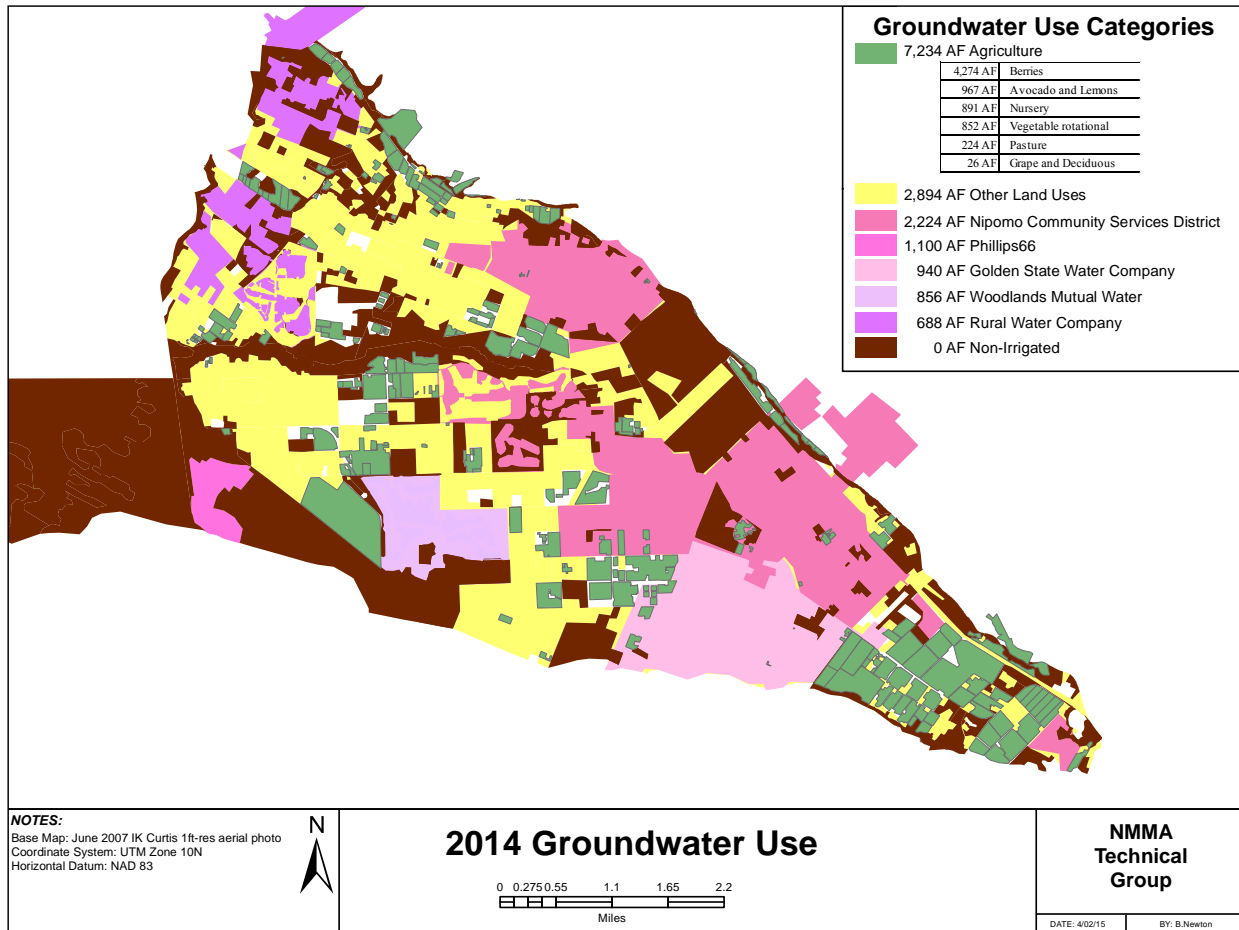 Groundwater Use Categories
7,234 AF Agriculture
4,274 AF Berries
967 AF Avocado and Lemons
891 AF Nursery
852 AF Vegetable rotational
224 AF Pasture
26 AF Grape and Deciduous
2,894 AF Other Land Uses
2,224 AF Nipomo Community Services District
1,100 AF Phillips66
940 AF Golden State Water Company
856 AF Woodlands Mutual Water
688 AF Rural Water Company
0 AF Non-Irrigated
NOTES:
Base Map: June 2007 IK Curtis 1ft-res aerial photo
Coordinate System: UTM Zone 10N
Horizontal Datum: NAD 83
N
2014 Groundwater Use
0 0.275 0.55 1.1 1.65 2.2
Miles
NMMA
Technical
Group
DATE: 4/02/15 BY: B.Newton